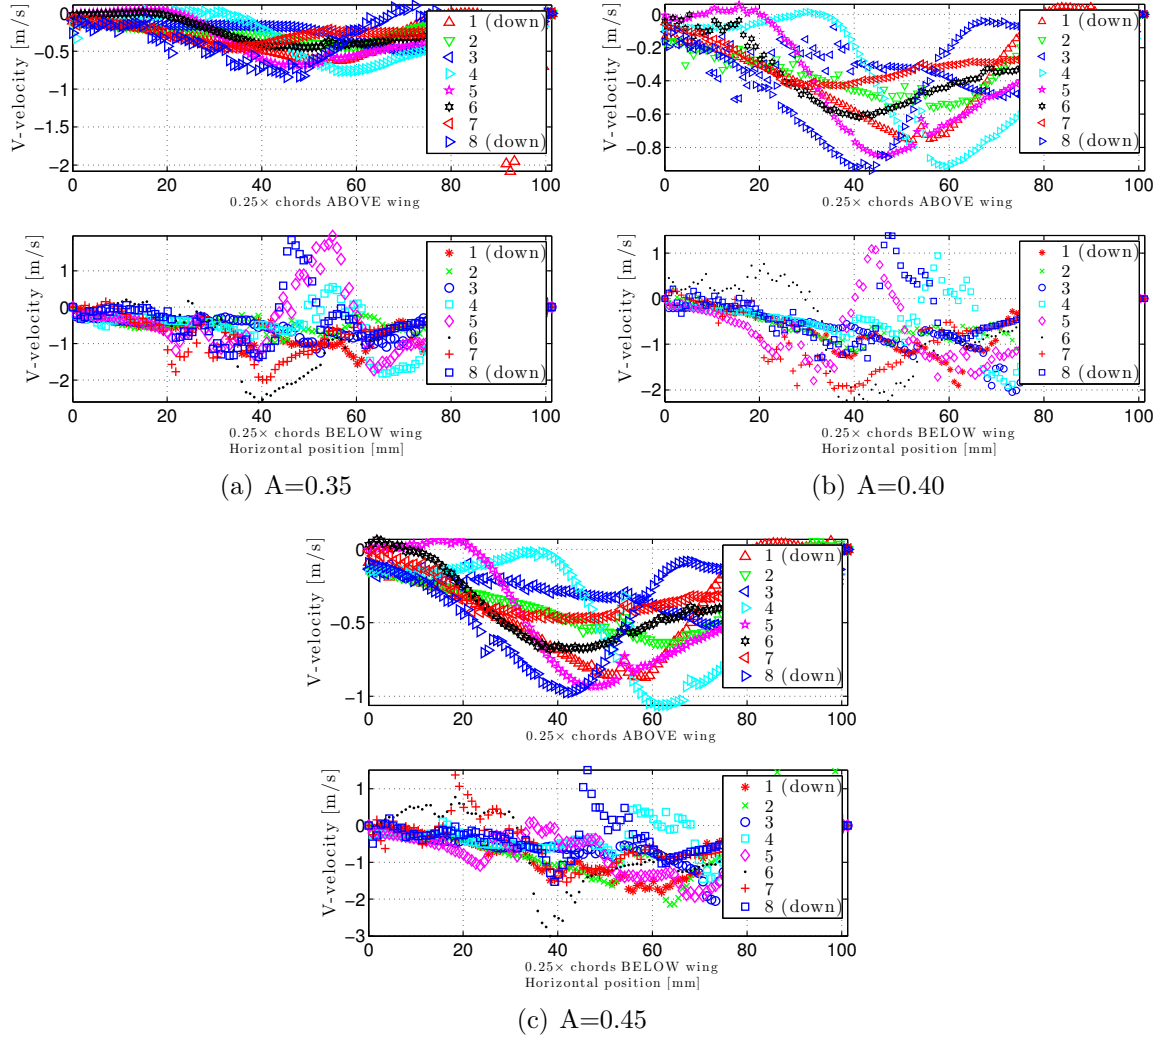 V-velocity [m/s]
0
−0.5
−1
−1.5
−2
0 20 40 60 80 100
0.25× chords ABOVE wing
1 (down)
2
3
4
5
6
7
8 (down)
V-velocity [m/s]
1
0
−1
−2
0 20 40 60 80 100
0.25× chords BELOW wing
Horizontal position [mm]
1 (down)
2
3
4
5
6
7
8 (down)
(a) A=0.35
V-velocity [m/s]
0
−0.2
−0.4
−0.6
−0.8
0 20 40 60 80 100
0.25× chords ABOVE wing
1 (down)
2
3
4
5
6
7
8 (down)
V-velocity [m/s]
1
0
−1
−2
0 20 40 60 80 100
0.25× chords BELOW wing
Horizontal position [mm]
1 (down)
2
3
4
5
6
7
8 (down)
(b) A=0.40
V-velocity [m/s]
0
−0.5
−1
0 20 40 60 80 100
0.25× chords ABOVE wing
1 (down)
2
3
4
5
6
7
8 (down)
V-velocity [m/s]
1
0
−1
−2
−3
0 20 40 60 80 100
0.25× chords BELOW wing
Horizontal position [mm]
1 (down)
2
3
4
5
6
7
8 (down)
(c) A=0.45